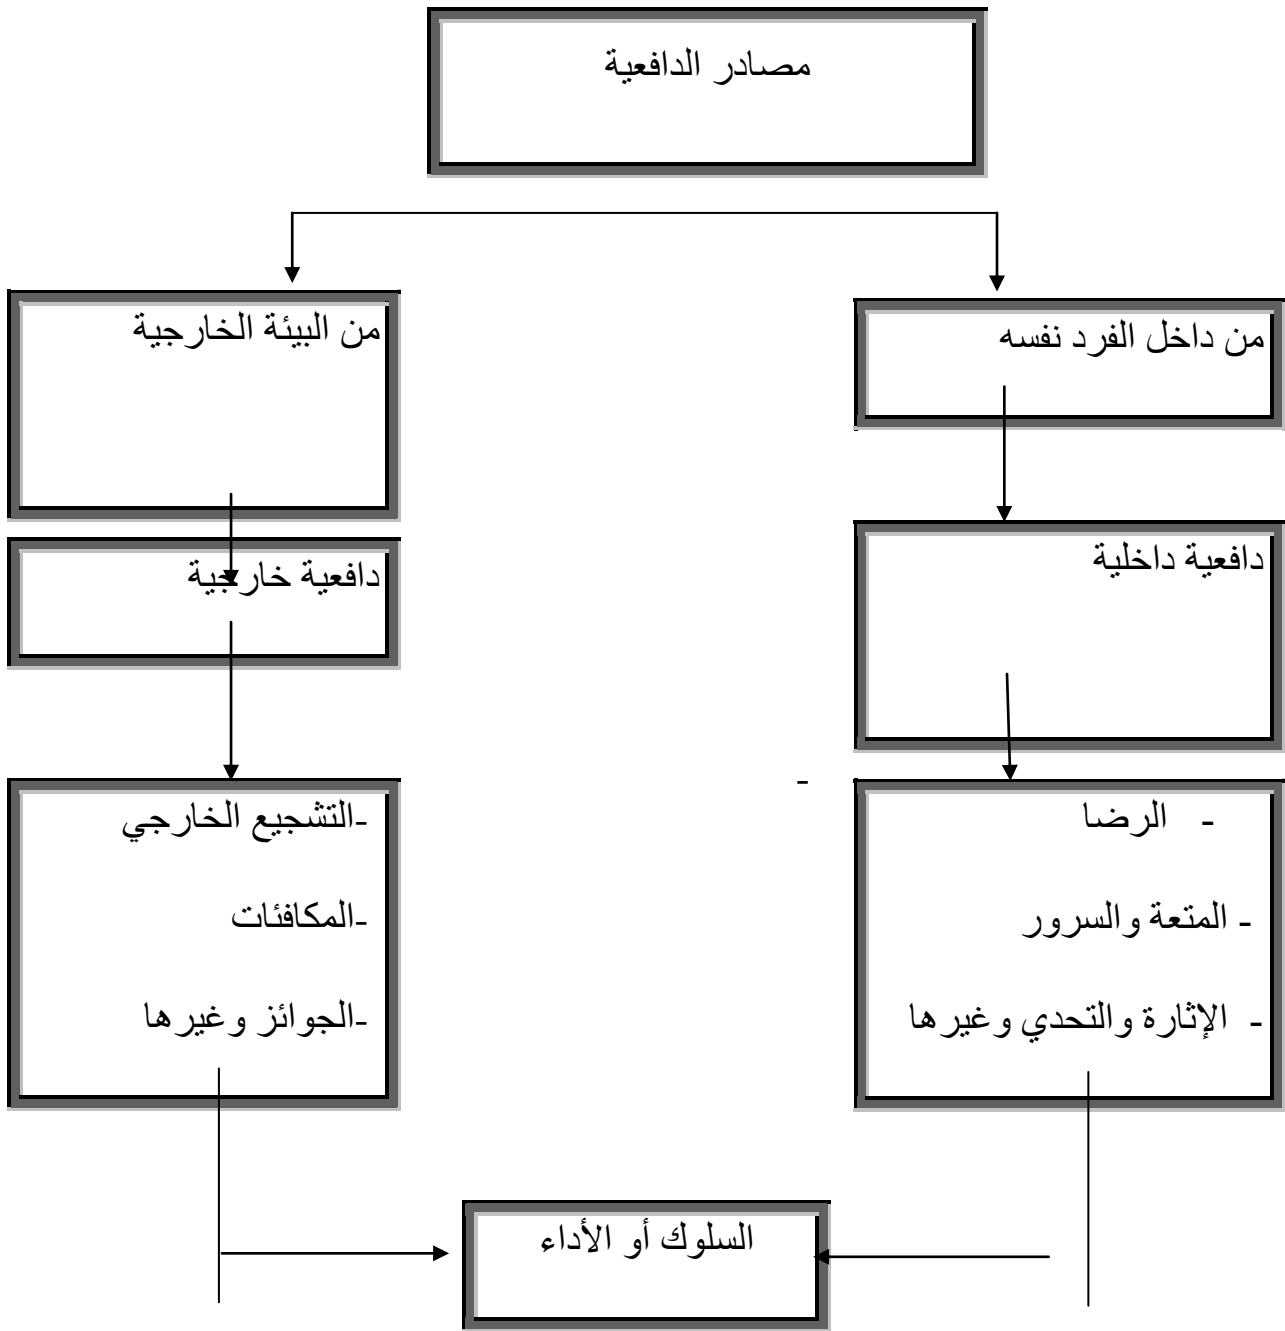 مصادر الدافعية
من داخل الفرد نفسه
من البيئة الخارجية
دافعية داخلية
دافعية خارجية
-
- الرضا
- المتعة والسرور
- الإثارة والتحدي وغيرها
-التشجيع الخارجي
-المكافئات
-الجوائز وغيرها
السلوك أو الأداء